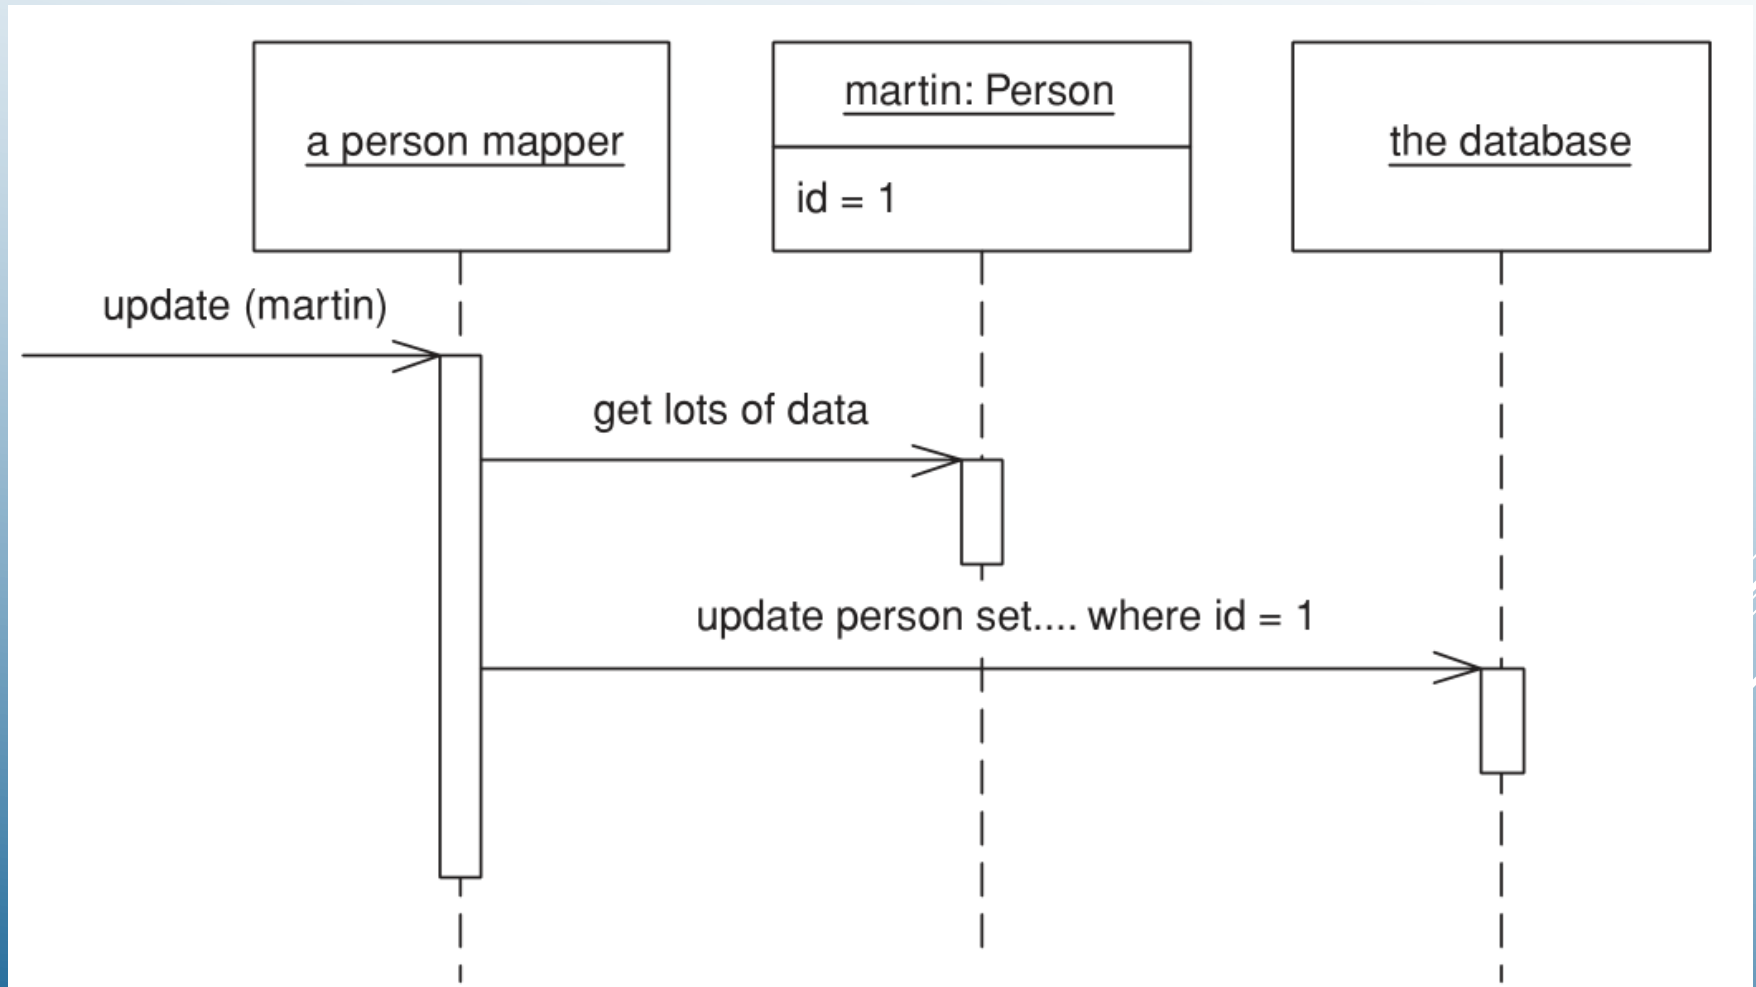 a person mapper
martin: Person
id = 1
the database
update (martin)
get lots of data
update person set.... where id = 1